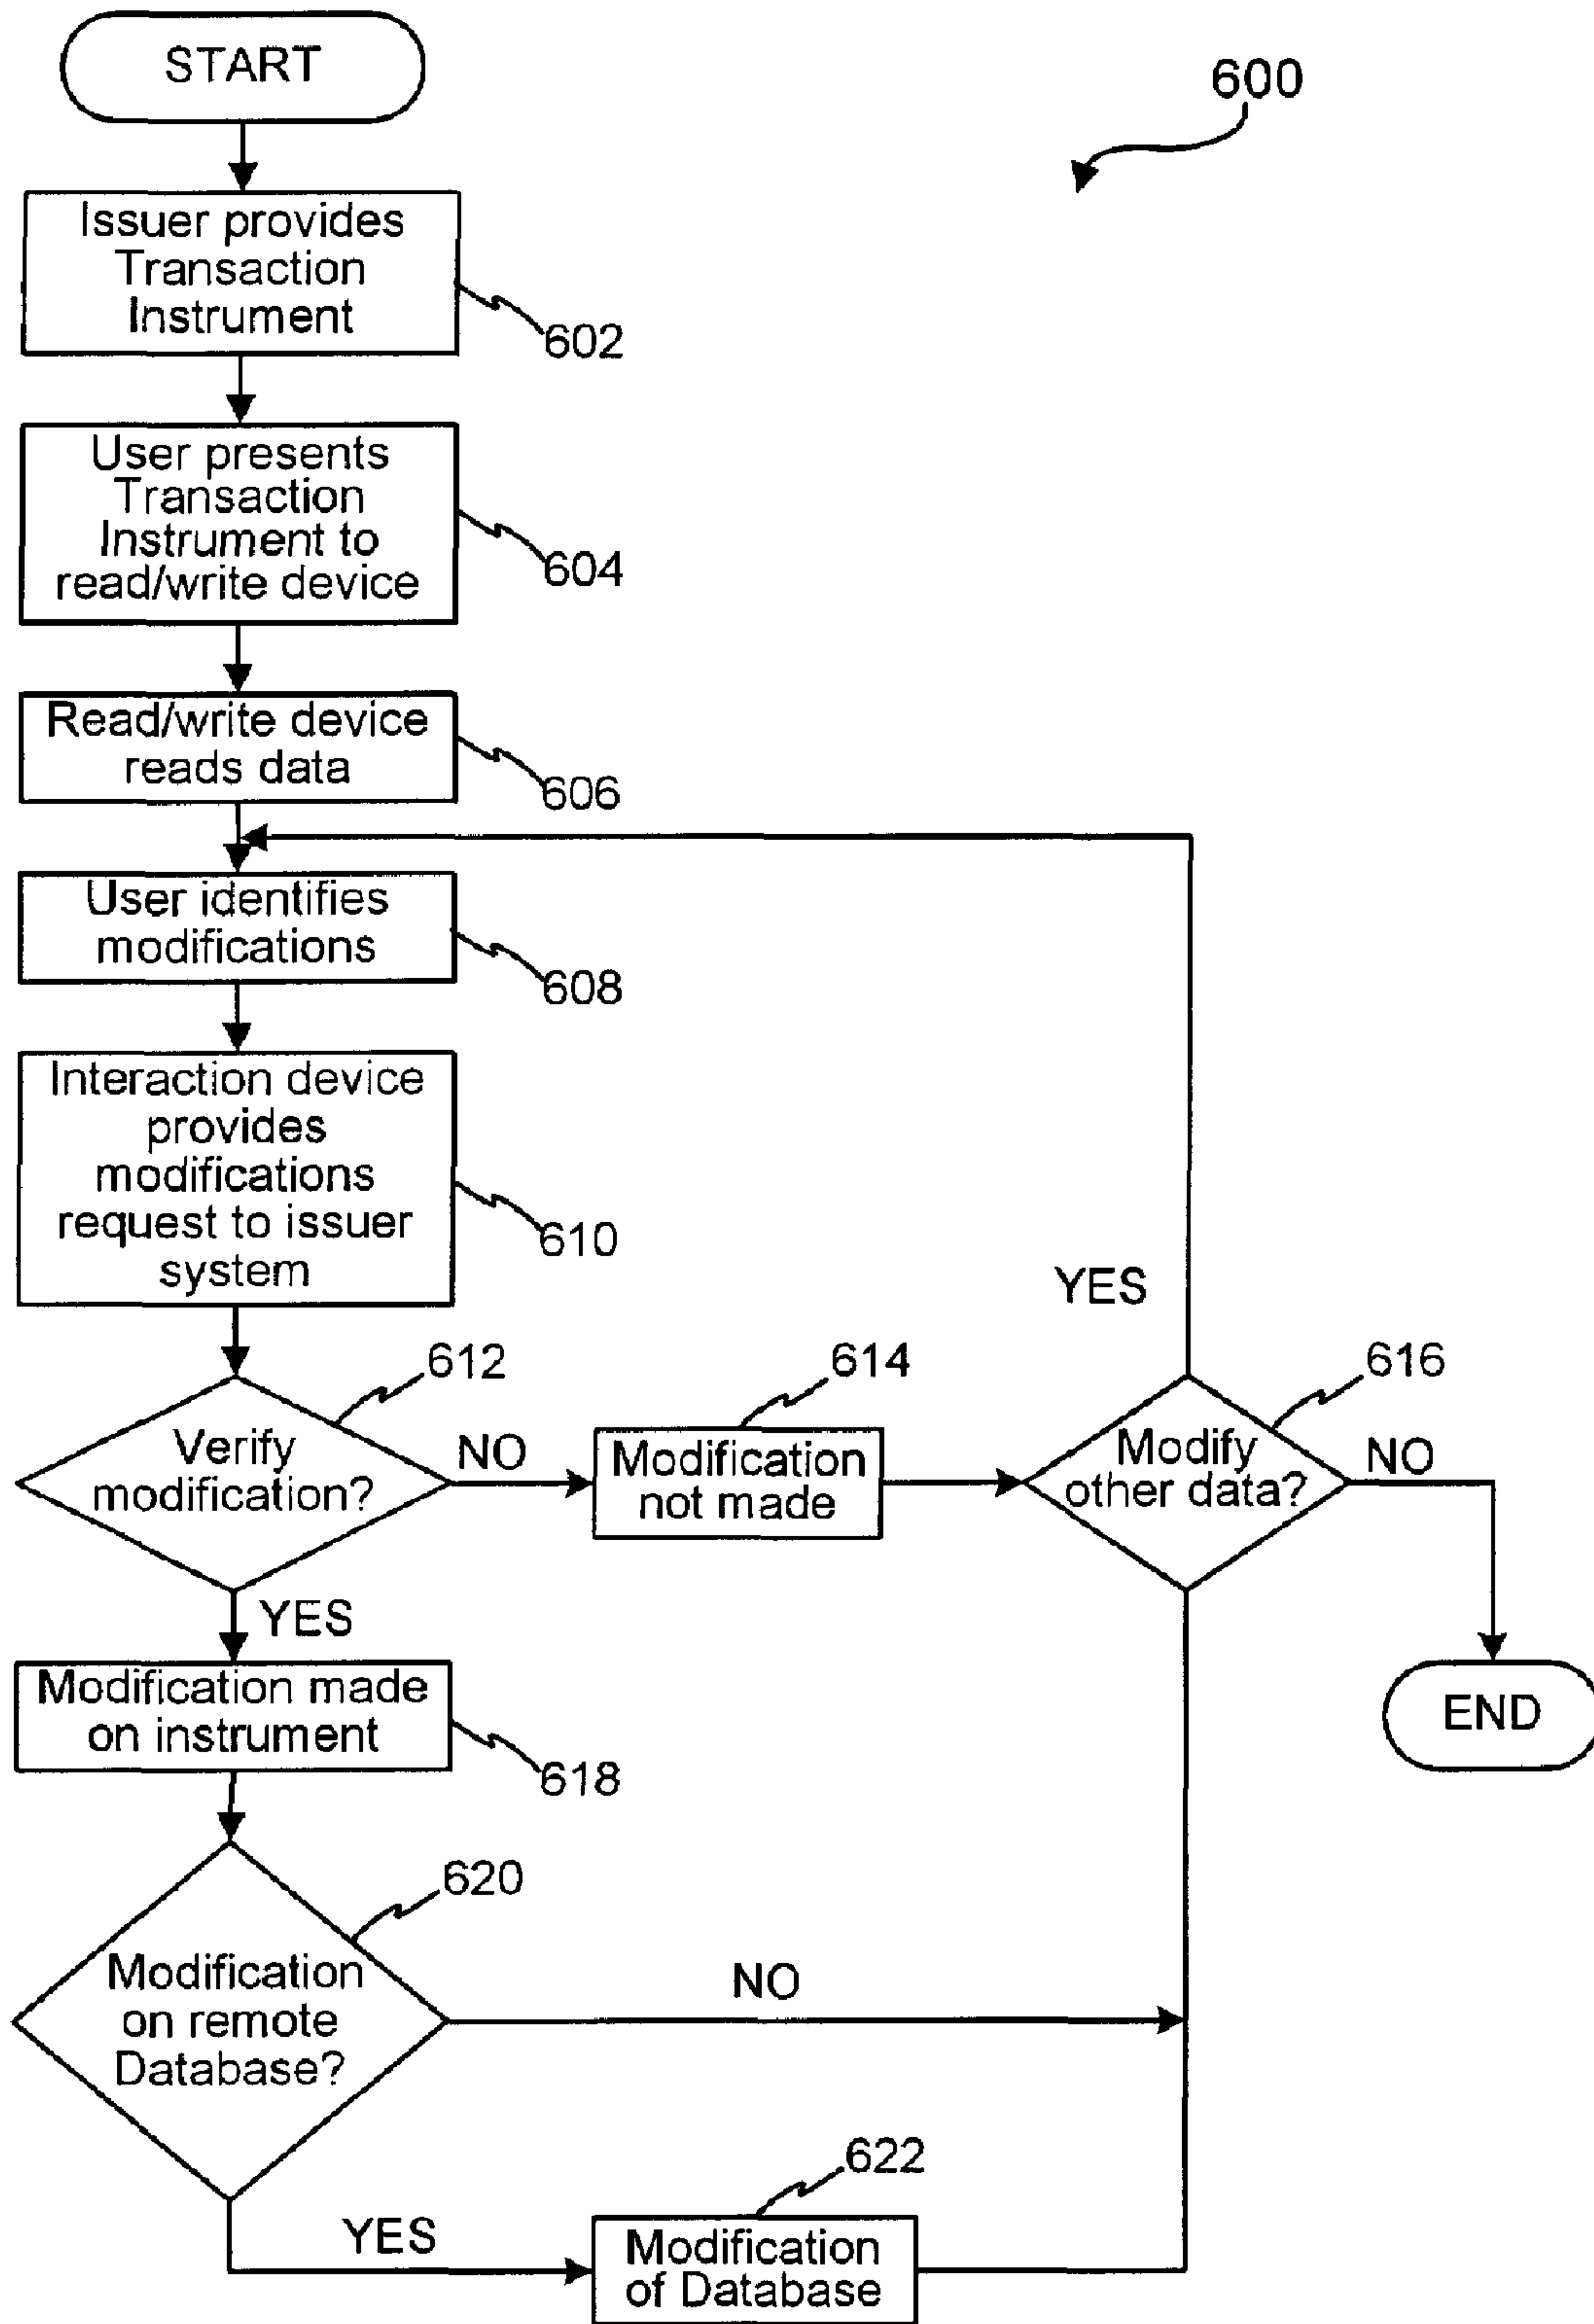 START
600
Issuer provides
Transaction
Instrument
602
User presents
Transaction
Instrument to
read/write device
604
Read/write device
reads data
606
User identifies
modifications
608
Interaction device
provides
modifications
request to issuer
system
610
YES
612
614
616
Verify
modification?
NO
Modification
not made
Modify
other data?
NO
YES
Modification made
on instrument
618
END
620
Modification
on remote
Database?
NO
622
YES
Modification
of Database